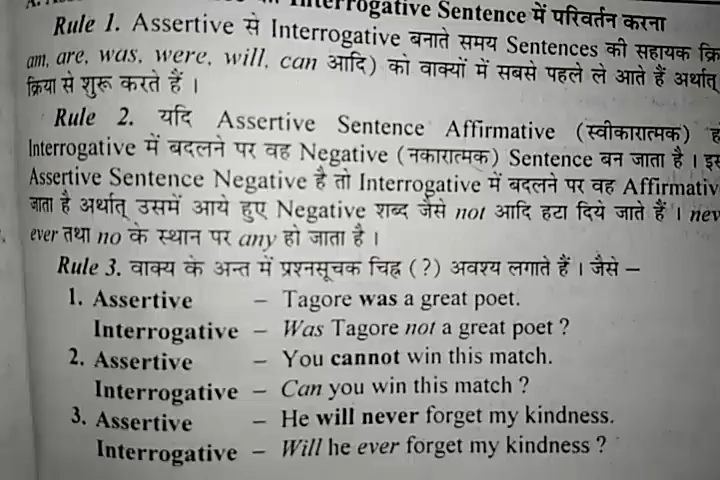 Interrogative Sentence में परिवर्तन करना
Rule 1. Assertive से Interrogative बनाते समय Sentences की सहायक
am, are, was, were, will, can आदि) को वाक्यों में सबसे पहले ले आते हैं अर्थात्
क्रिया से शुरू करते हैं ।
Rule 2. यदि Assertive Sentence Affirmative (स्वीकारात्मक)
Interrogative में बदलने पर वह Negative (नकारात्मक) Sentence बन जाता है ।
Assertive Sentence Negative है तो Interrogative में बदलने पर वह Affirmativ
जाता है अर्थात् उसमें आये हुए Negative शब्द जैसे not आदि हटा दिये जाते हैं । nev
ever तथा no के स्थान पर any हो जाता है ।
Rule 3. वाक्य के अन्त में प्रश्नसूचक चिह्न (?) अवश्य लगाते हैं । जैसे –
1. Assertive – Tagore was a great poet.
Interrogative – Was Tagore not a great poet ?
2. Assertive – You cannot win this match.
Interrogative – Can you win this match ?
3. Assertive – He will never forget my kindness.
Interrogative – Will he ever forget my kindness ?